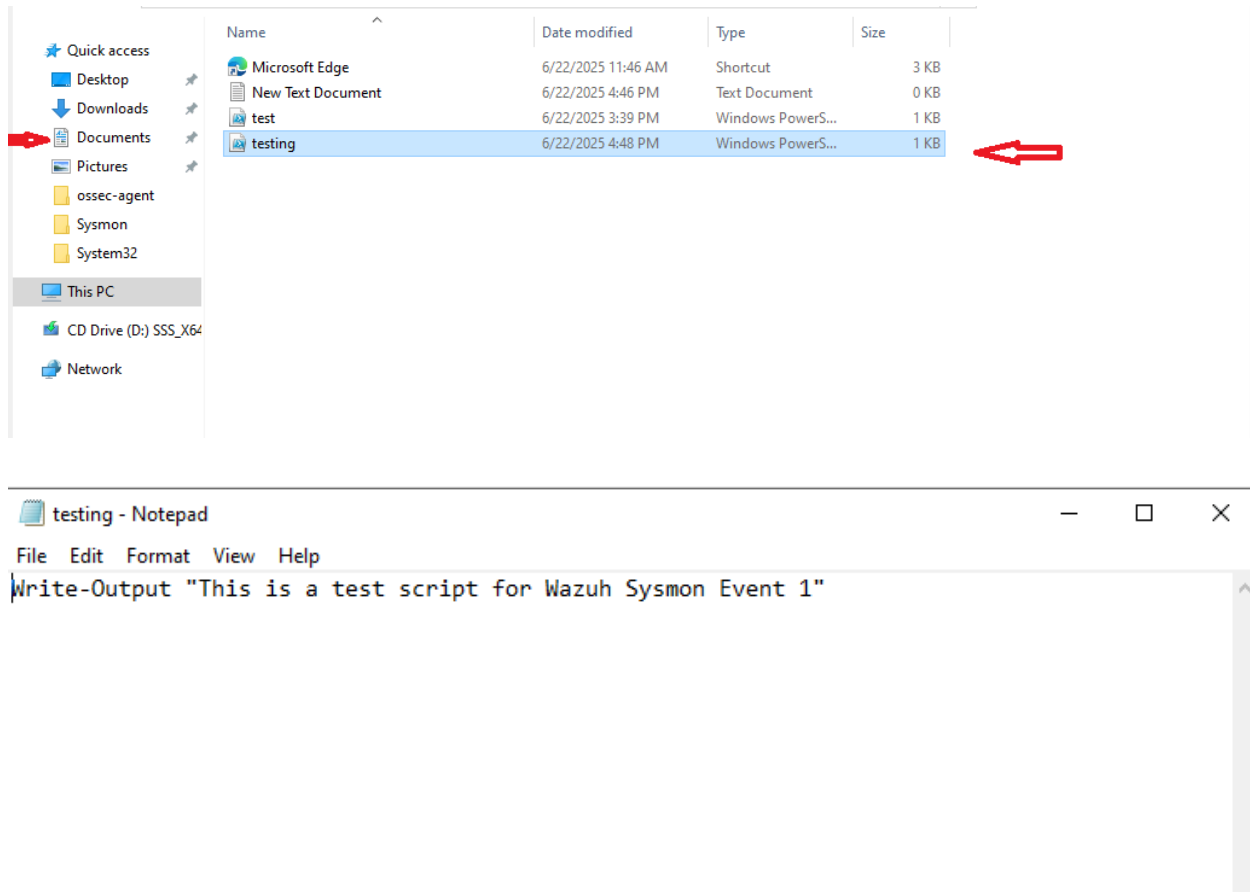 Name Date modified Type Size
Quick access
Microsoft Edge 6/22/2025 11:46 AM Shortcut 3 KB
Desktop
New Text Document 6/22/2025 4:46 PM Text Document 0 KB
Downloads
test 6/22/2025 3:39 PM Windows PowerS... 1 KB
Documents
testing 6/22/2025 4:48 PM Windows PowerS... 1 KB
Pictures
ossec-agent
Sysmon
System32
This PC
CD Drive (D:) SSS_X64
Network
testing - Notepad
File Edit Format View Help
Write-Output "This is a test script for Wazuh Sysmon Event 1"